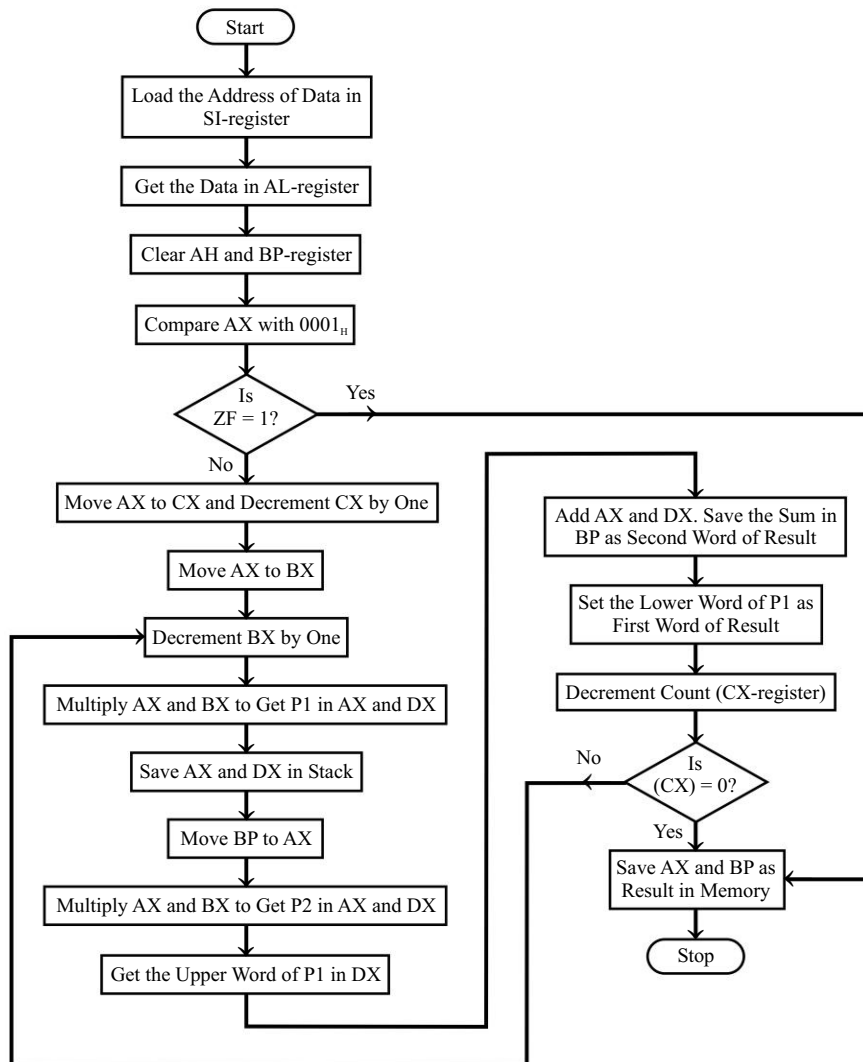 Start
Load the Address of Data in
SI-register
Get the Data in AL-register
Clear AH and BP-register
Compare AX with 0001H
Is
ZF = 1?
Yes
No
Move AX to CX and Decrement CX by One
Move AX to BX
Decrement BX by One
Multiply AX and BX to Get P1 in AX and DX
Save AX and DX in Stack
Move BP to AX
Multiply AX and BX to Get P2 in AX and DX
Get the Upper Word of P1 in DX
Add AX and DX. Save the Sum in
BP as Second Word of Result
Set the Lower Word of P1 as
First Word of Result
Decrement Count (CX-register)
Is
(CX) = 0?
No
Yes
Save AX and BP as
Result in Memory
Stop